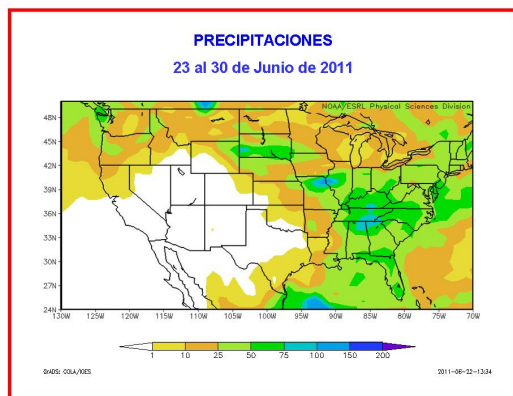 PRECIPITACIONES
23 al 30 de Junio de 2011
NOAA/ESRL Physical Sciences Division
48N
45N
42N
39N
36N
33N
30N
27N
24N
130W 125W 120W 115W 110W 105W 100W 95W 90W 85W 80W 75W 70W
1 10 25 50 75 100 150 200
GrADS: COLA/IGES 2011-06-22-13:34